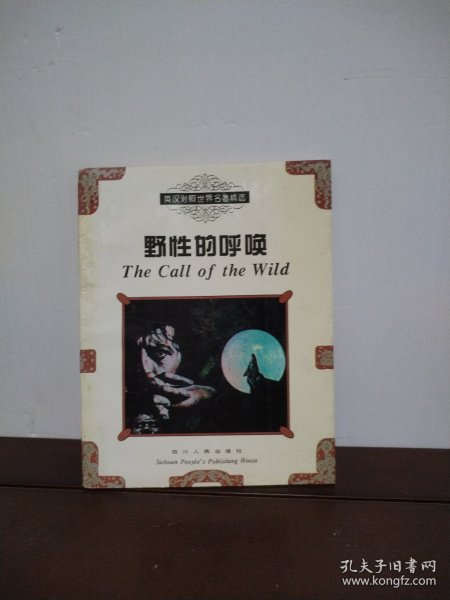 英汉对照世界名著精选
野性的呼唤
The Call of the Wild
四川人民出版社
Sichuan People's Publishing House
孔夫子旧书网
www.kongfz.com